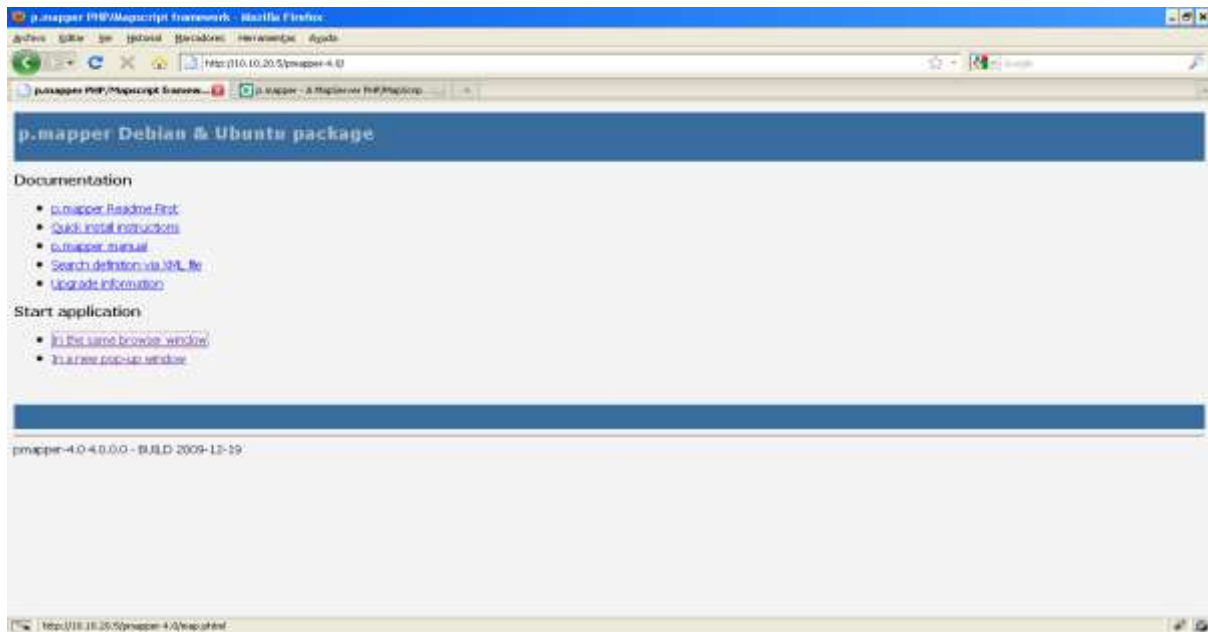 p.mapper PHP/Mapscript framework - Mozilla Firefox
Archivo Editar Ver Historial Marcadores Herramientas Ayuda
http://10.10.20.5/pmapper-4.0/
Google
p.mapper PHP/Mapscript framew...
p.mapper - A MapServer PHP/MapScrip...
p.mapper Debian & Ubuntu package
Documentation
p.mapper Readme First
Quick install instructions
p.mapper manual
Search definition via XML file
Upgrade information
Start application
In the same browser window
In a new pop-up window
pmapper-4.0 4.0.0.0 - BUILD 2009-12-19
http://10.10.20.5/pmapper-4.0/map.phtml